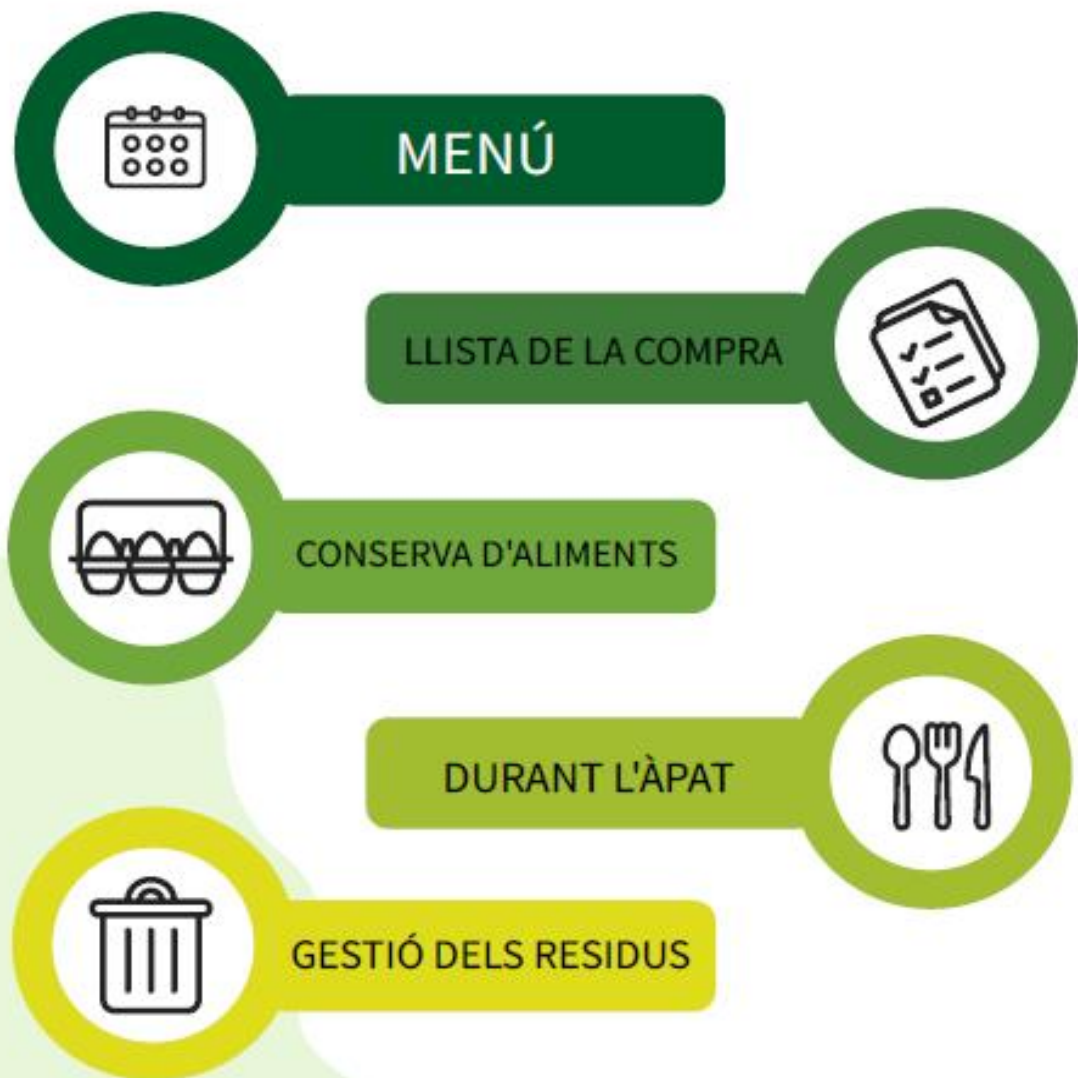 MENÚ
LLISTA DE LA COMPRA
CONSERVA D'ALIMENTS
DURANT L'ÀPAT
GESTIÓ DELS RESIDUS